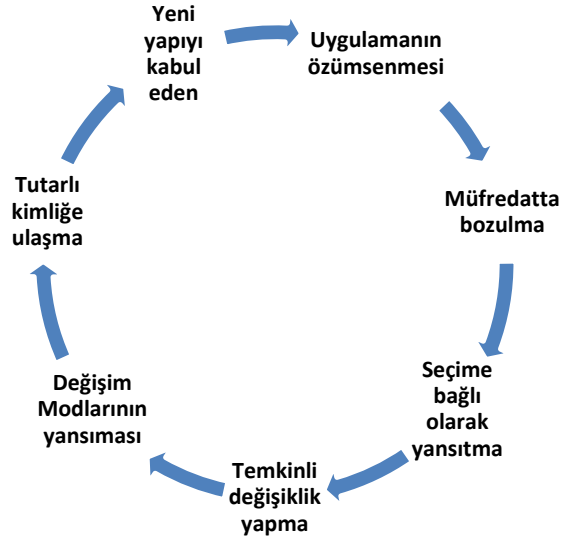 Yeni
yapıyı
kabul
eden
Uygulamanın
özümsenmesi
Müfredatta
bozulma
Seçime
bağlı
olarak
yansıtma
Temkinli
değişiklik
yapma
Değişim
Modlarının
yansıması
Tutarlı
kimliğe
ulaşma